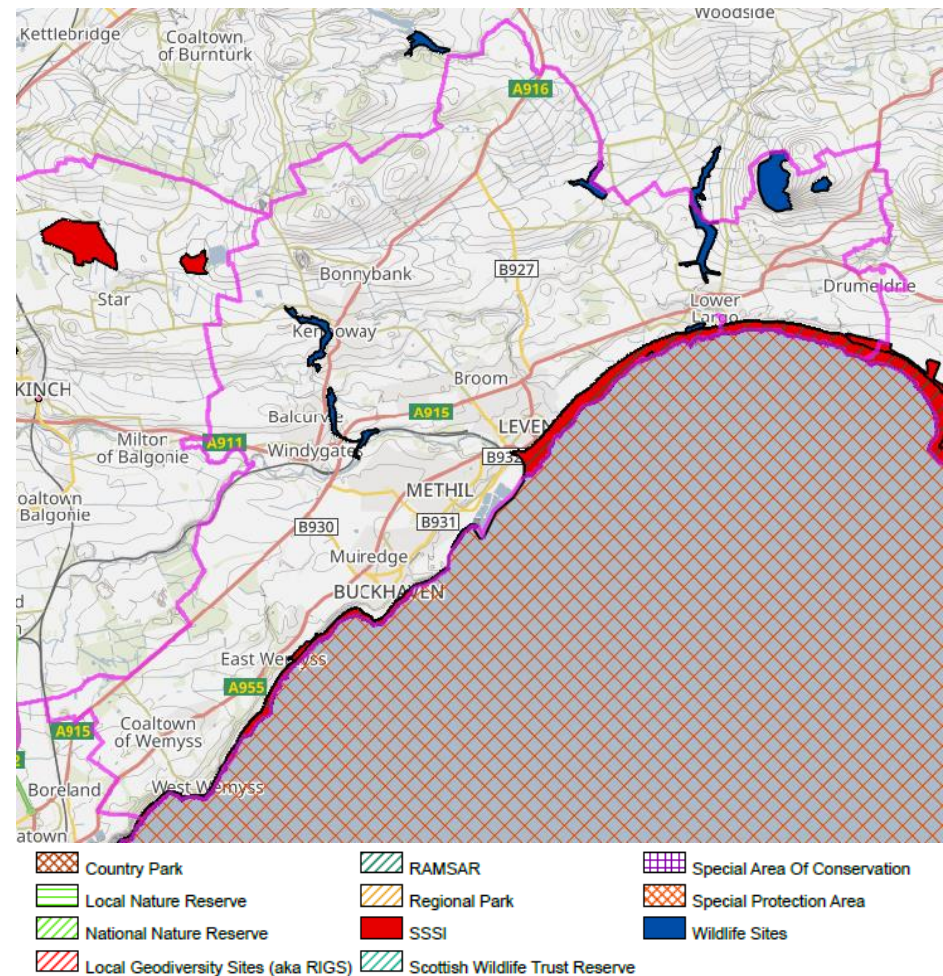 Woodside
Kettlebridge
Coaltown
of Burnturk
A916
B927
Bonnybank
Star
Drumeldrie
Lower
Largo
KINCH
Broom
A915
Balcurvie
LEVEN
Milton
of Balgonie
A911
Windygate
B932
oaltown
Balgonie
METHIL
B930
B931
Muiredge
BUCKHAVEN
East Wemyss
A955
A915
Coaltown
of Wemyss
Boreland
West Wemyss
atown
Country Park
RAMSAR
Special Area Of Conservation
Local Nature Reserve
Regional Park
Special Protection Area
National Nature Reserve
SSSI
Wildlife Sites
Local Geodiversity Sites (aka RIGS)
Scottish Wildlife Trust Reserve